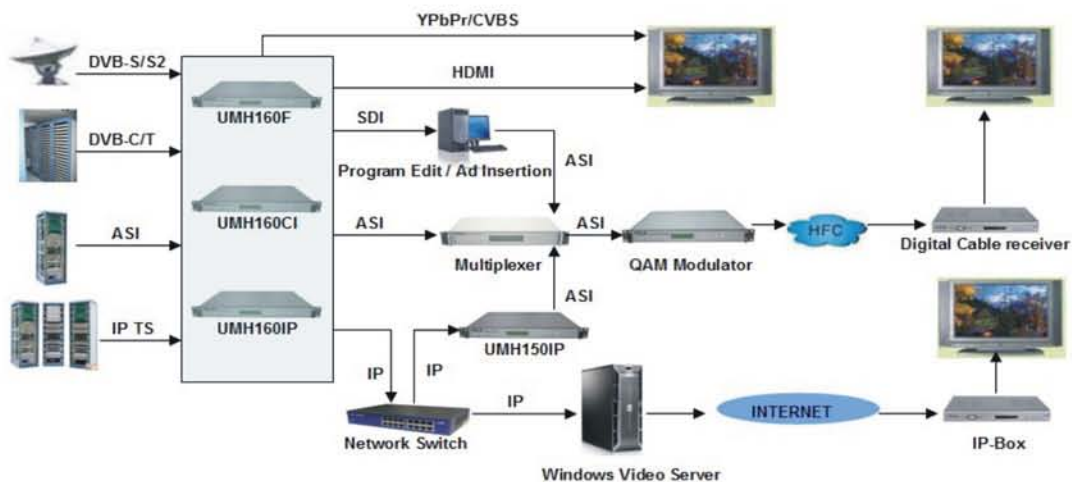 YPbPr/CVBS
DVB-S/S2
HDMI
UMH160F
SDI
DVB-C/T
Program Edit / Ad Insertion
ASI
UMH160CI
ASI
ASI
ASI
HFC
Multiplexer
QAM Modulator
Digital Cable receiver
ASI
IP TS
UMH160IP
UMH150IP
IP
IP
IP
INTERNET
Network Switch
IP-Box
Windows Video Server